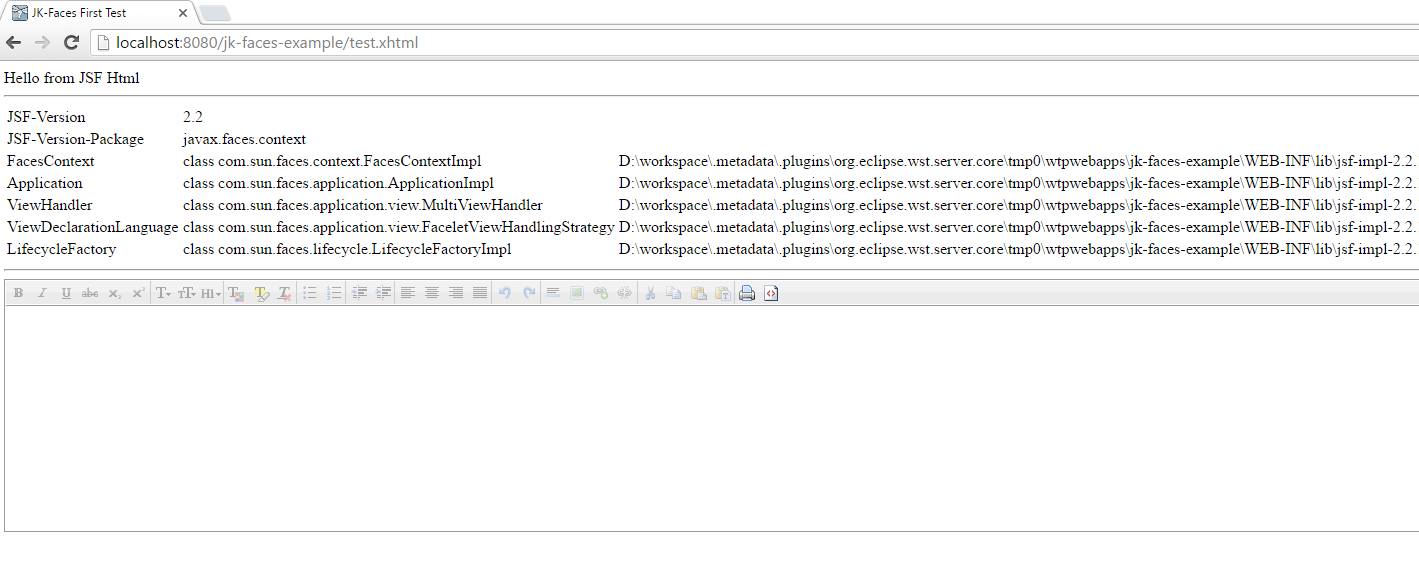 JK-Faces First Test
localhost:8080/jk-faces-example/test.xhtml
Hello from JSF Html
JSF-Version 2.2
JSF-Version-Package javax.faces.context
FacesContext class com.sun.faces.context.FacesContextImpl D:\workspace\.metadata\.plugins\org.eclipse.wst.server.core\tmp0\wtpwebapps\jk-faces-example\WEB-INF\lib\jsf-impl-2.2.
Application class com.sun.faces.application.ApplicationImpl D:\workspace\.metadata\.plugins\org.eclipse.wst.server.core\tmp0\wtpwebapps\jk-faces-example\WEB-INF\lib\jsf-impl-2.2.
ViewHandler class com.sun.faces.application.view.MultiViewHandler D:\workspace\.metadata\.plugins\org.eclipse.wst.server.core\tmp0\wtpwebapps\jk-faces-example\WEB-INF\lib\jsf-impl-2.2.
ViewDeclarationLanguage class com.sun.faces.application.view.FaceletViewHandlingStrategy D:\workspace\.metadata\.plugins\org.eclipse.wst.server.core\tmp0\wtpwebapps\jk-faces-example\WEB-INF\lib\jsf-impl-2.2.
LifecycleFactory class com.sun.faces.lifecycle.LifecycleFactoryImpl D:\workspace\.metadata\.plugins\org.eclipse.wst.server.core\tmp0\wtpwebapps\jk-faces-example\WEB-INF\lib\jsf-impl-2.2.
B I U abc x₂ x² T tT H1